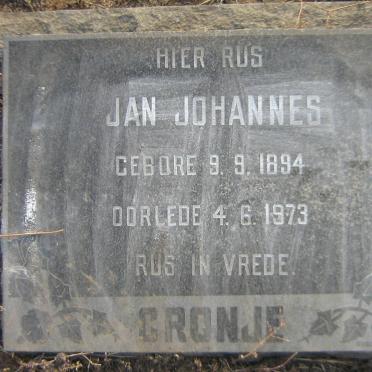 HIER RUS
JAN JOHANNES
GEBORE 9. 9. 1894
OORLEDE 4. 6. 1973
RUS IN VREDE.
CRONJE